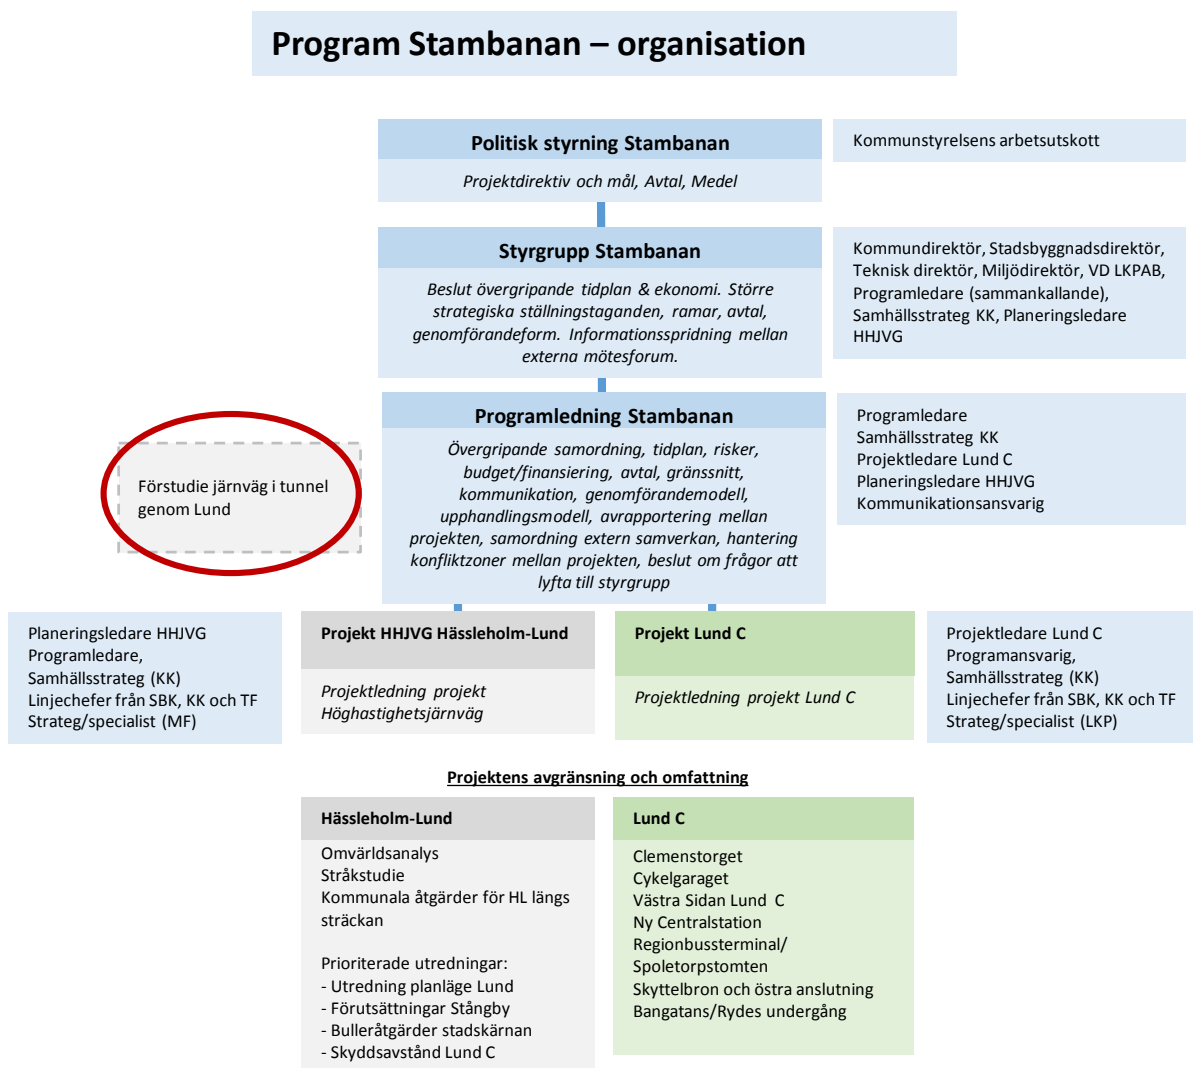 Program Stambanan – organisation
Politisk styrning Stambanan
Projektdirektiv och mål, Avtal, Medel
Kommunstyrelsens arbetsutskott
Styrgrupp Stambanan
Beslut övergripande tidplan & ekonomi. Större
strategiska ställningstaganden, ramar, avtal,
genomförandeform. Informationsspridning mellan
externa mötesforum.
Kommundirektör, Stadsbyggnadsdirektör,
Teknisk direktör, Miljödirektör, VD LKPAB,
Programledare (sammankallande),
Samhällsstrateg KK, Planeringsledare
HHJVG
Programledning Stambanan
Övergripande samordning, tidplan, risker,
budget/finansiering, avtal, gränssnitt,
kommunikation, genomförandemodell,
upphandlingsmodell, avrapportering mellan
projekten, samordning extern samverkan, hantering
konfliktzoner mellan projekten, beslut om frågor att
lyfta till styrgrupp
Programledare
Samhällsstrateg KK
Projektledare Lund C
Planeringsledare HHJVG
Kommunikationsansvarig
Förstudie järnväg i tunnel
genom Lund
Planeringsledare HHJVG
Programledare,
Samhällsstrateg (KK)
Linjechefer från SBK, KK och TF
Strateg/specialist (MF)
Projekt HHJVG Hässleholm-Lund
Projektledning projekt
Höghastighetsjärnväg
Projekt Lund C
Projektledning projekt Lund C
Projektledare Lund C
Programansvarig,
Samhällsstrateg (KK)
Linjechefer från SBK, KK och TF
Strateg/specialist (LKP)
Projektens avgränsning och omfattning
Hässleholm-Lund
Omvärldsanalys
Stråkstudie
Kommunala åtgärder för HL längs
sträckan
Prioriterade utredningar:
- Utredning planläge Lund
- Förutsättningar Stångby
- Bulleråtgärder stadskärnan
- Skyddsavstånd Lund C
Lund C
Clemenstorget
Cykelgaraget
Västra Sidan Lund C
Ny Centralstation
Regionbussterminal/
Spoletorpstomten
Skyttelbron och östra anslutning
Bangatans/Rydes undergång